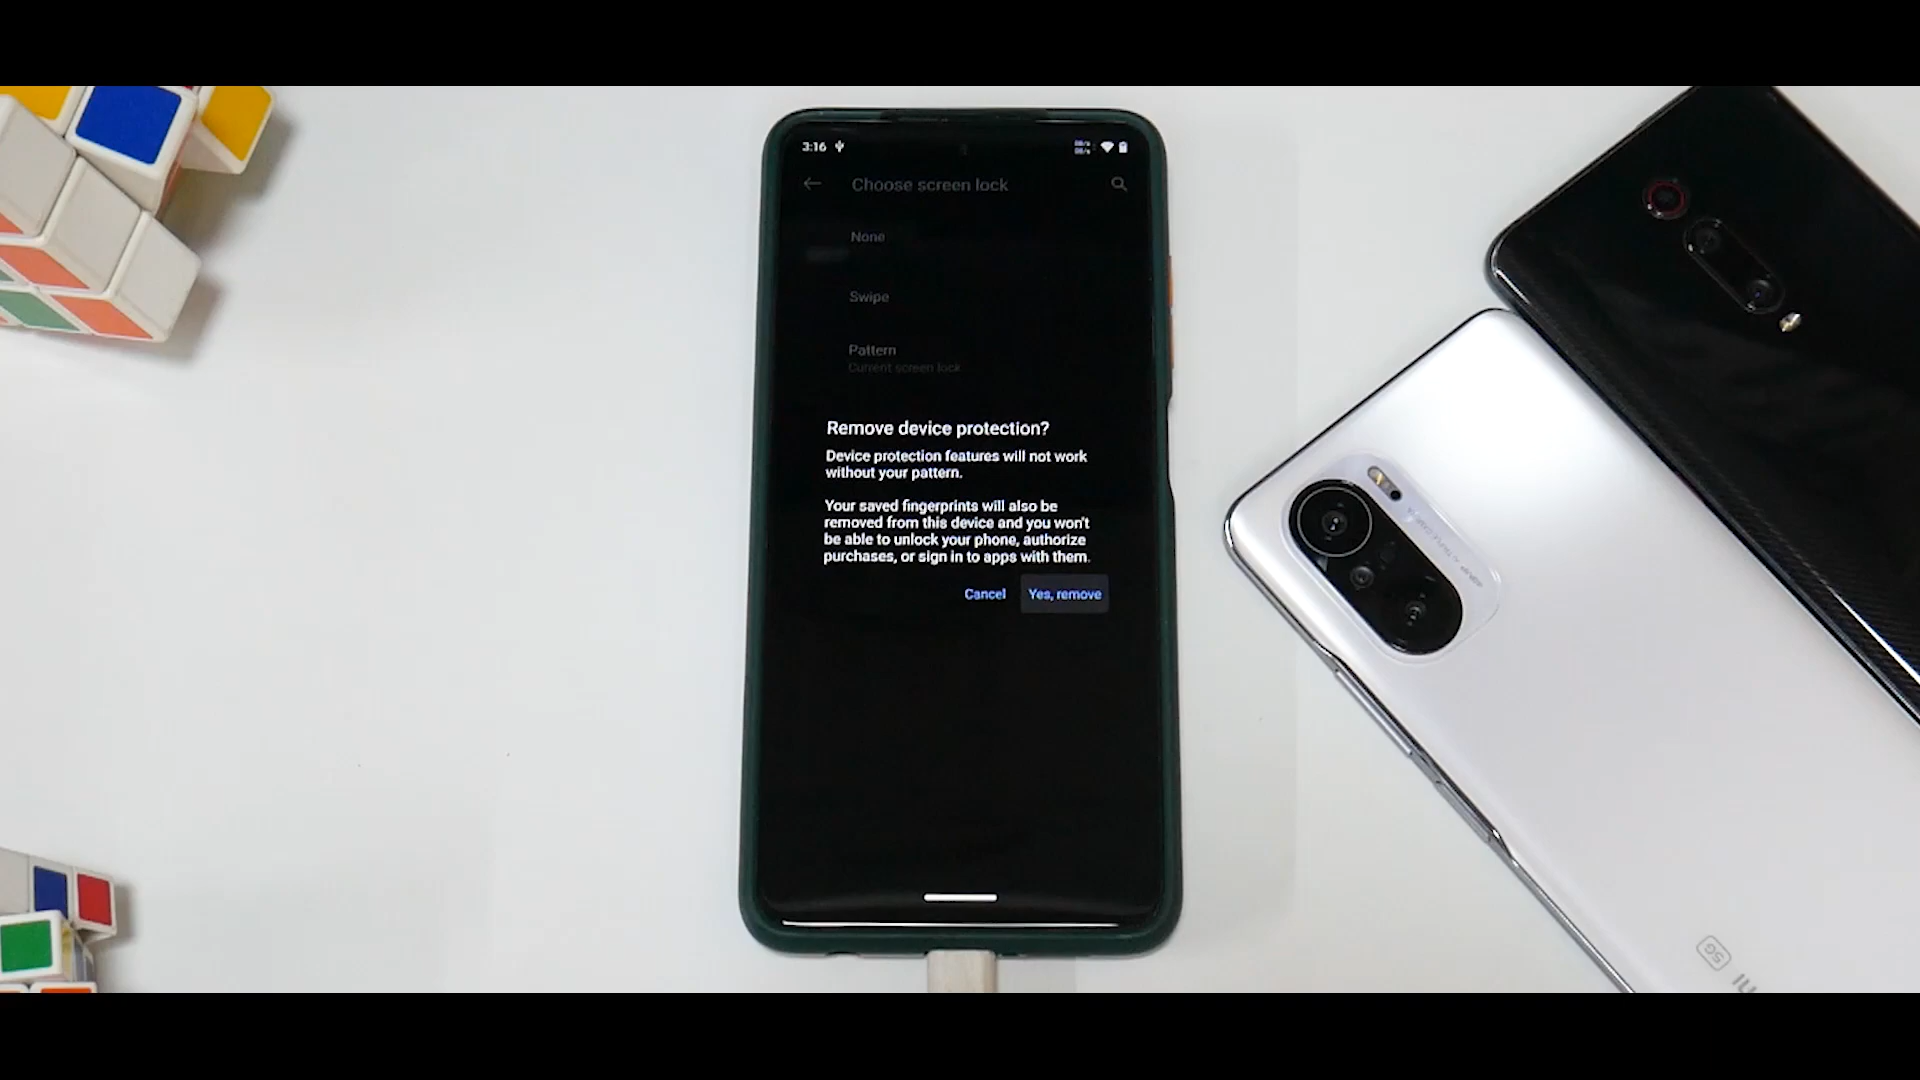 3:16
Choose screen lock
None
Swipe
Pattern
Current screen lock
Remove device protection?
Device protection features will not work
without your pattern.
Your saved fingerprints will also be
removed from this device and you won't
be able to unlock your phone, authorize
purchases, or sign in to apps with them.
Cancel
Yes, remove
5G